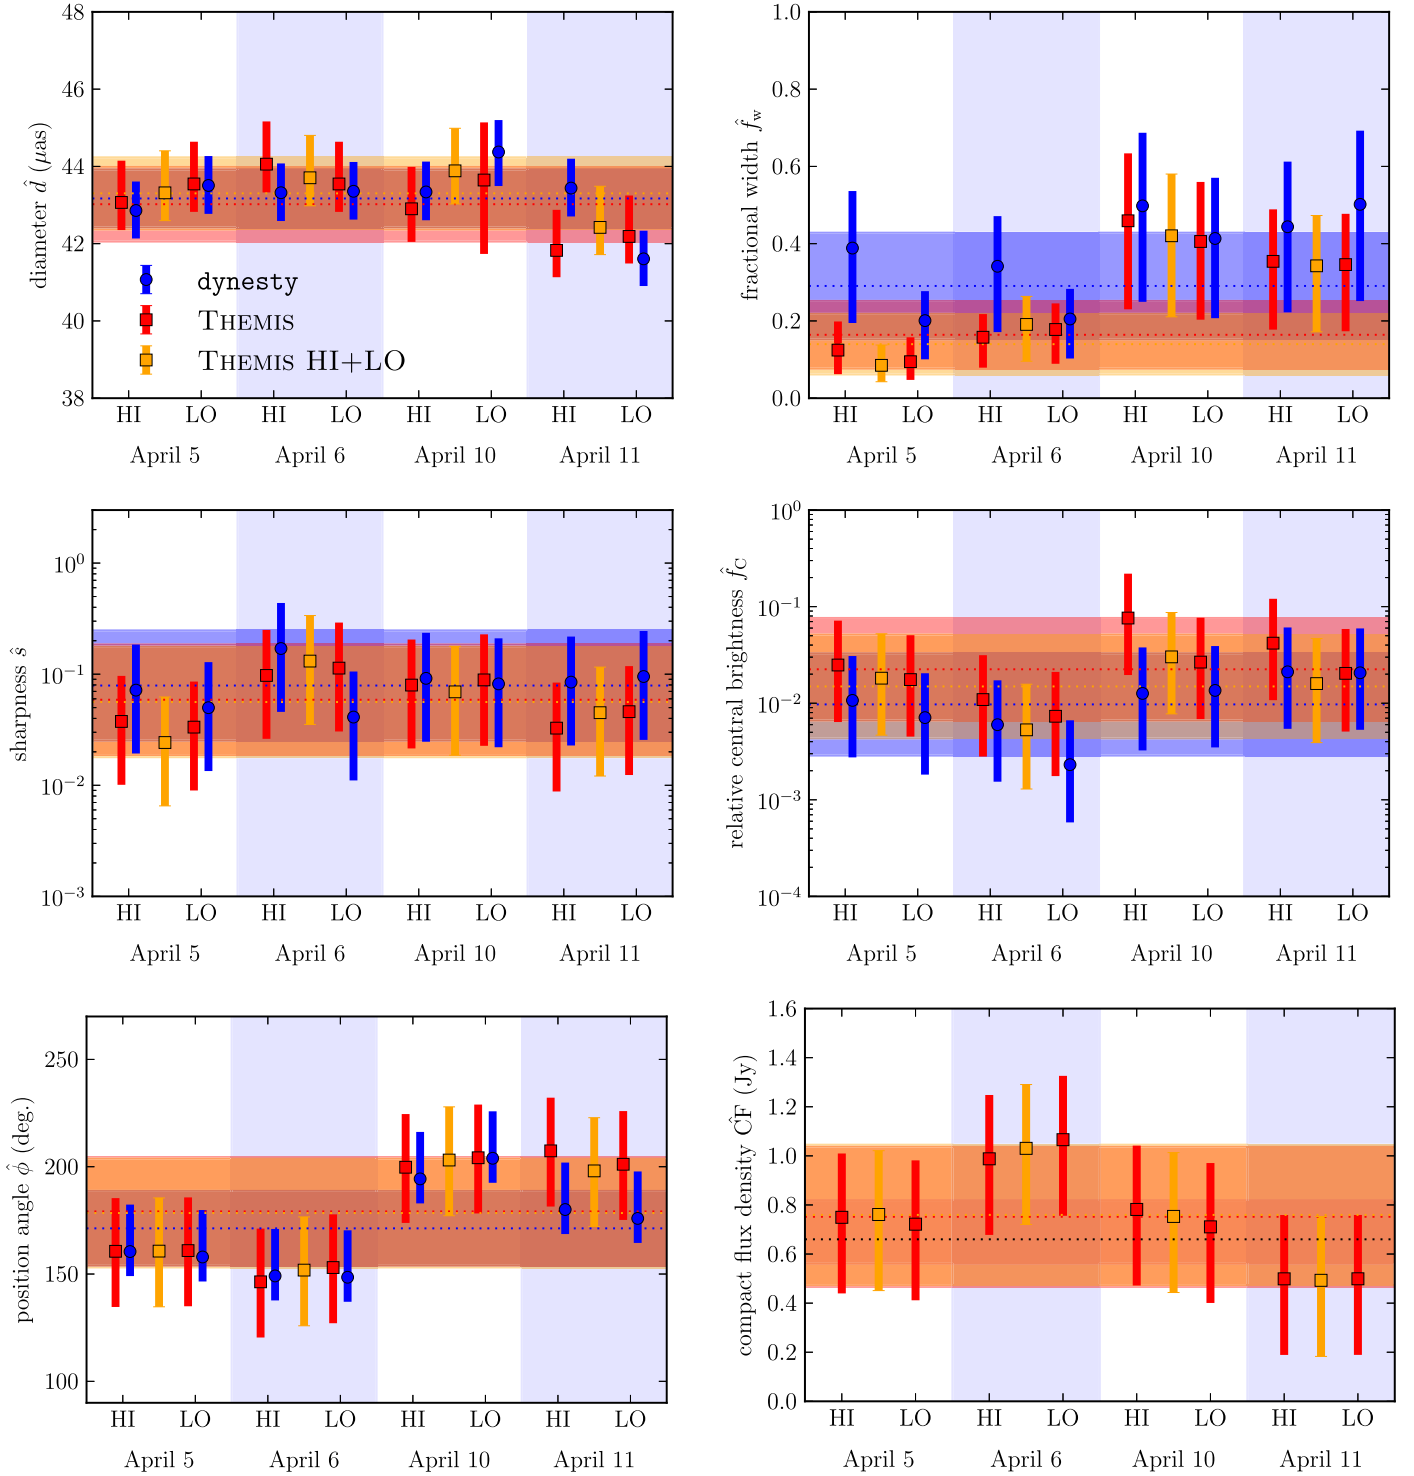 48
46
44
42
40
38
diameter d̂ (μas)
dynesty
THEMIS
THEMIS HI+LO
HI LO HI LO HI LO HI LO
April 5 April 6 April 10 April 11
1.0
0.8
0.6
0.4
0.2
0.0
fractional width f̂w
HI LO HI LO HI LO HI LO
April 5 April 6 April 10 April 11
10⁰
10⁻¹
10⁻²
10⁻³
sharpness ŝ
HI LO HI LO HI LO HI LO
April 5 April 6 April 10 April 11
10⁰
10⁻¹
10⁻²
10⁻³
10⁻⁴
relative central brightness f̂C
HI LO HI LO HI LO HI LO
April 5 April 6 April 10 April 11
250
200
150
100
position angle ϕ̂ (deg.)
HI LO HI LO HI LO HI LO
April 5 April 6 April 10 April 11
1.6
1.4
1.2
1.0
0.8
0.6
0.4
0.2
0.0
compact flux density ĈF (Jy)
HI LO HI LO HI LO HI LO
April 5 April 6 April 10 April 11